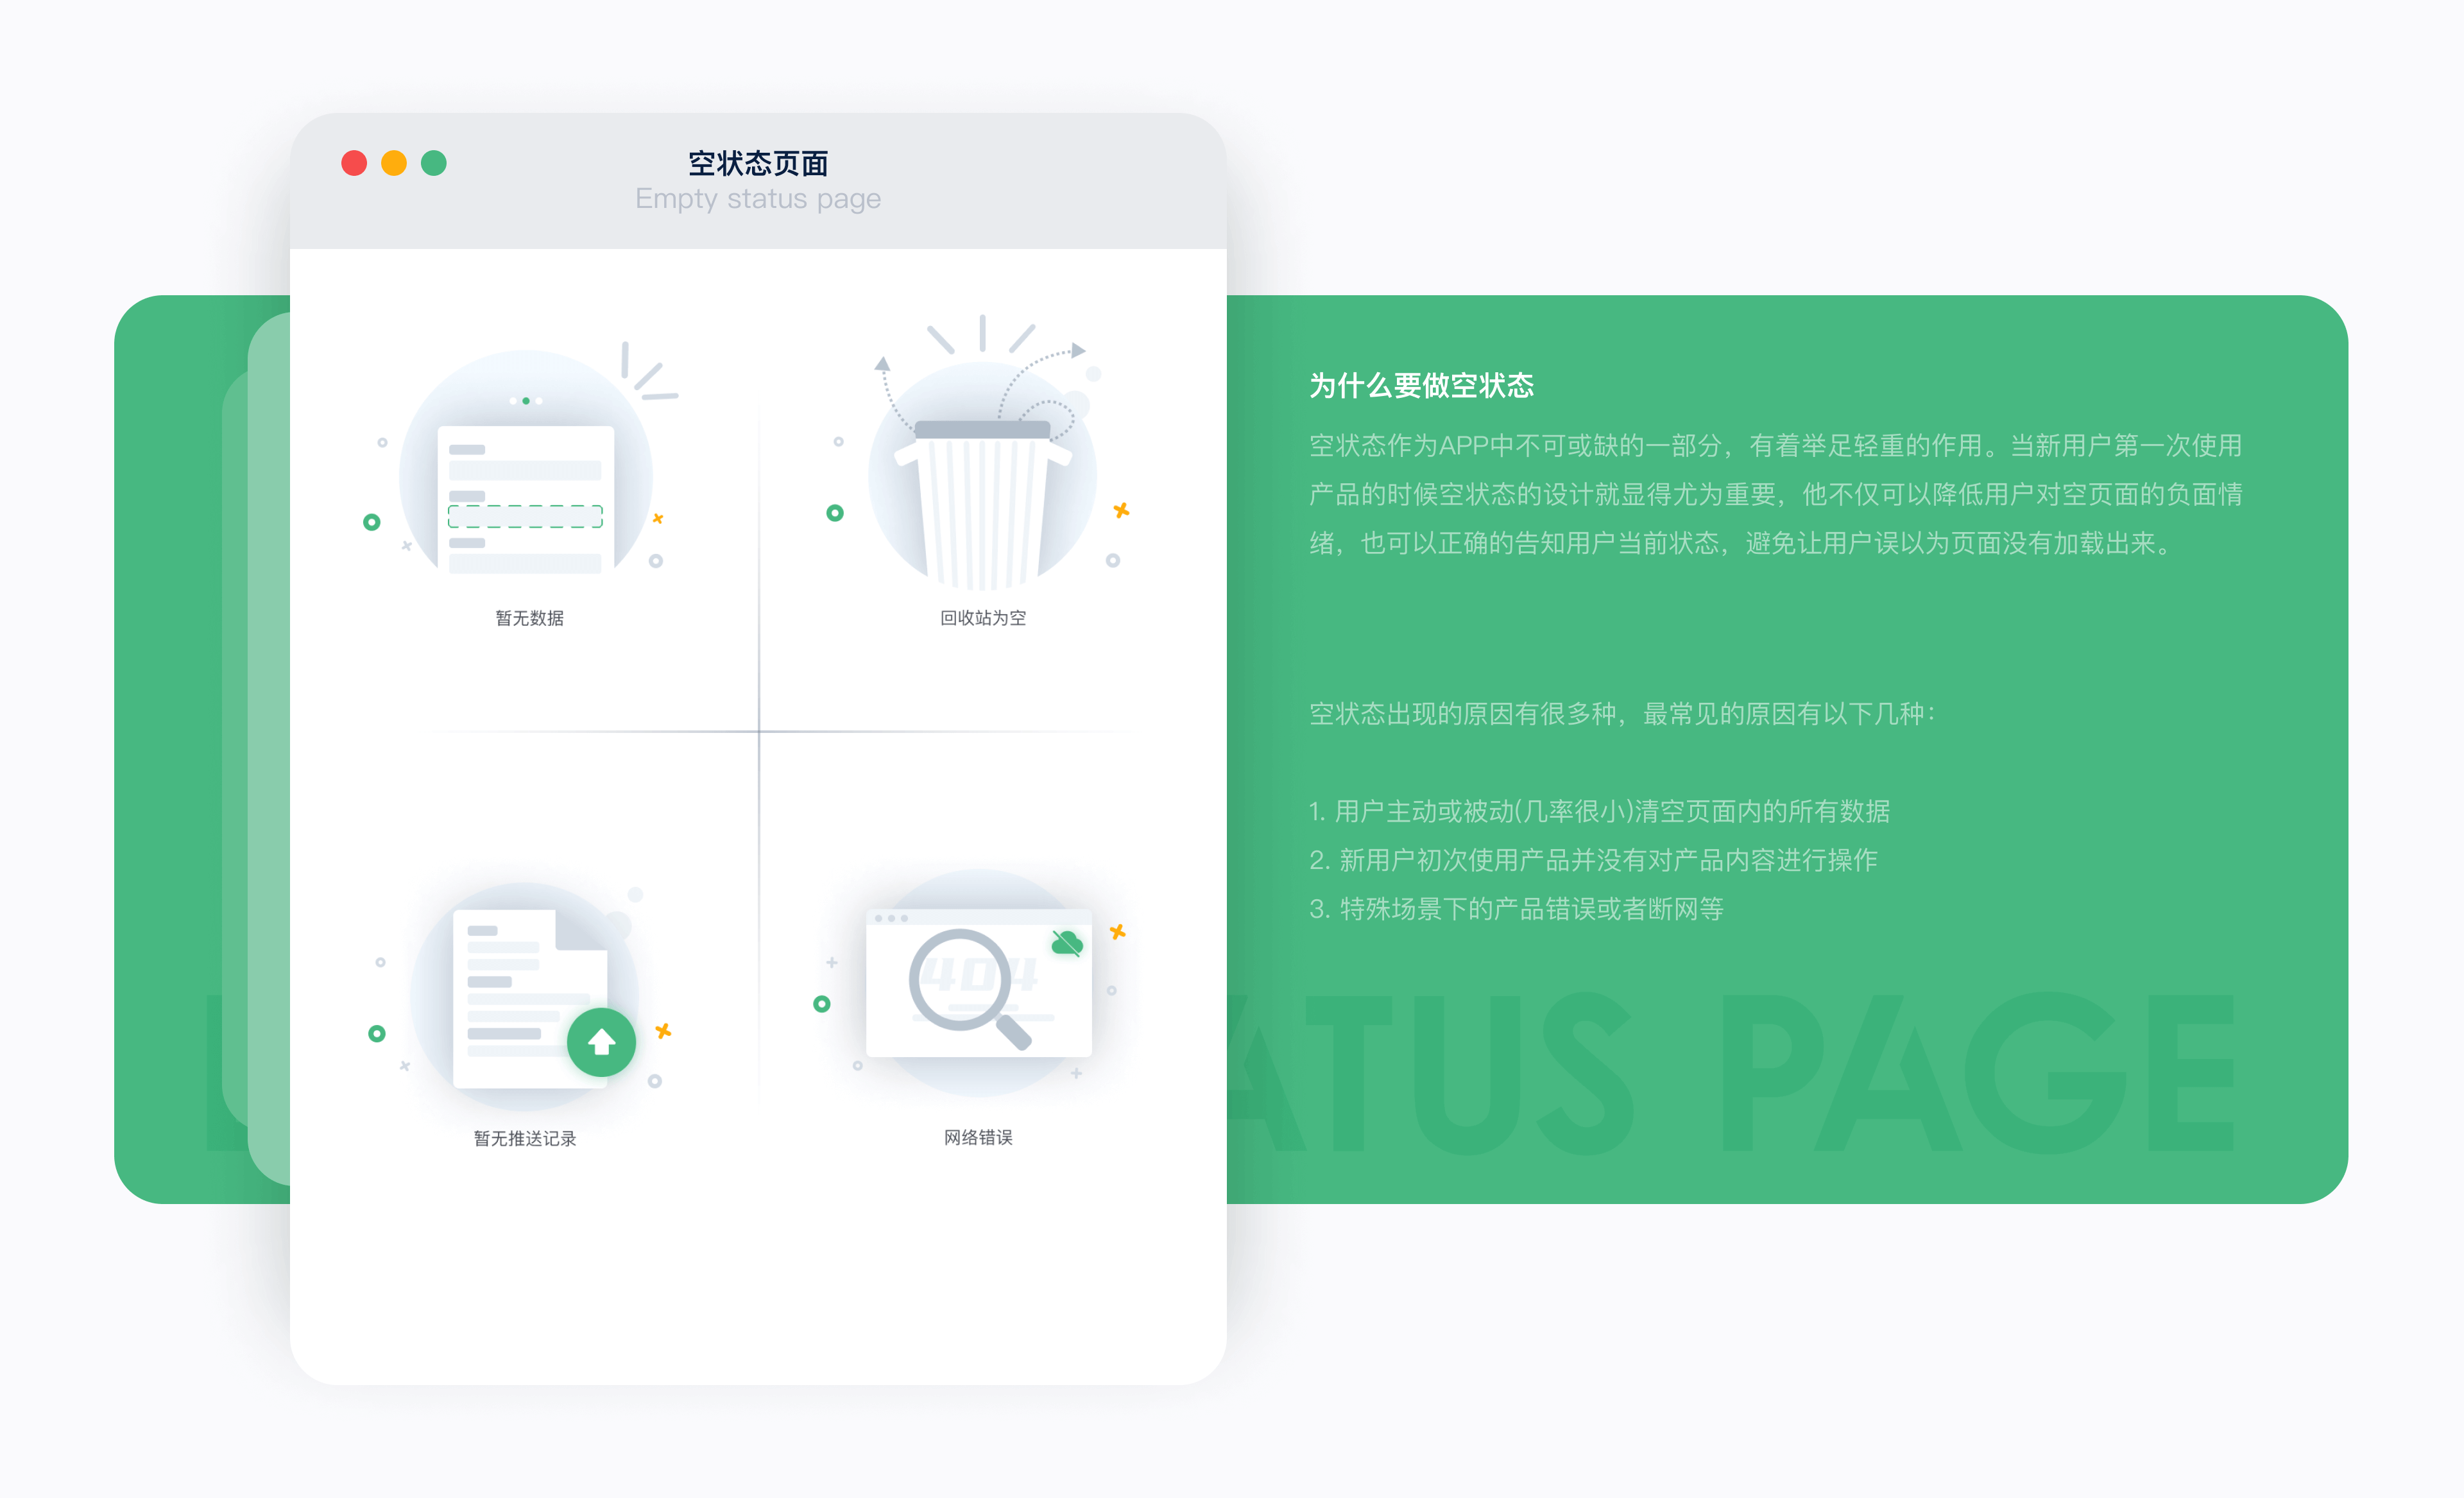 空状态页面
Empty status page
暂无数据
回收站为空
404
暂无推送记录
网络错误
为什么要做空状态
空状态作为APP中不可或缺的一部分，有着举足轻重的作用。当新用户第一次使用
产品的时候空状态的设计就显得尤为重要，他不仅可以降低用户对空页面的负面情
绪，也可以正确的告知用户当前状态，避免让用户误以为页面没有加载出来。
空状态出现的原因有很多种，最常见的原因有以下几种：
1. 用户主动或被动(几率很小)清空页面内的所有数据
2. 新用户初次使用产品并没有对产品内容进行操作
3. 特殊场景下的产品错误或者断网等
ATUS PAGE